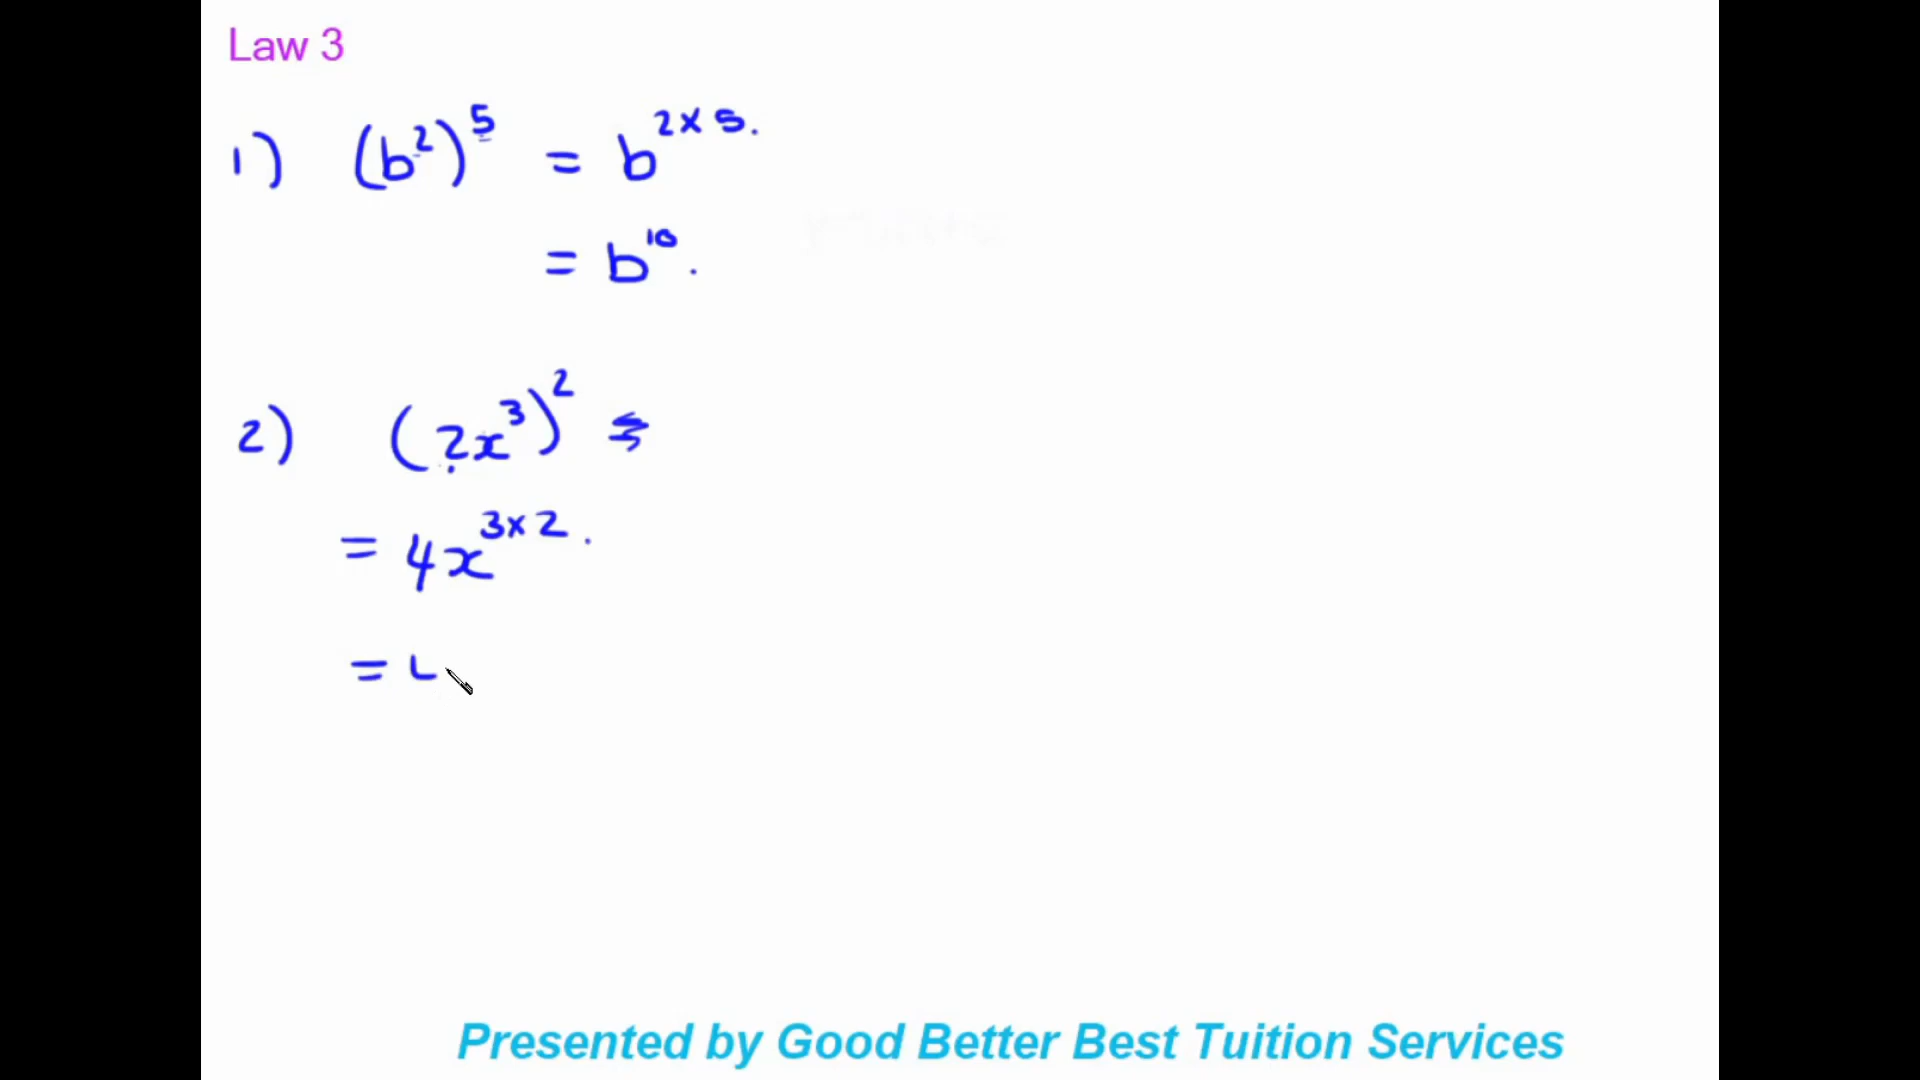 Law 3
1) (b²)⁵ = b^{2×5}.
= b¹⁰.
2) (2x³)² =
= 4x^{3×2}.
=
Presented by Good Better Best Tuition Services